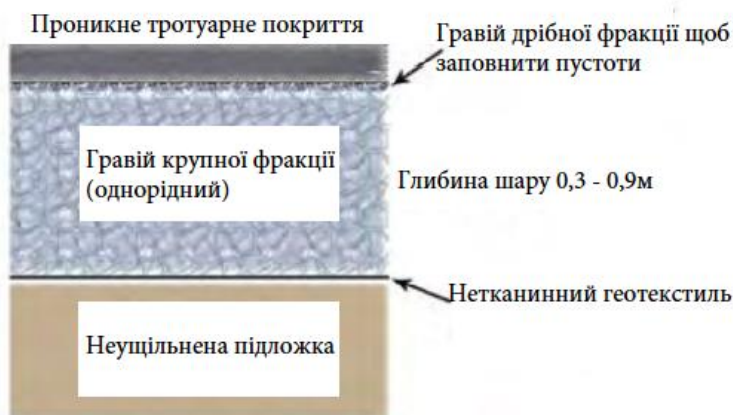 Проникне тротуарне покриття
Гравій дрібної фракції щоб
заповнити пустоти
Гравій крупної фракції
(однорідний)
Глибина шару 0,3 - 0,9м
Нетканинний геотекстиль
Неущільнена підложка